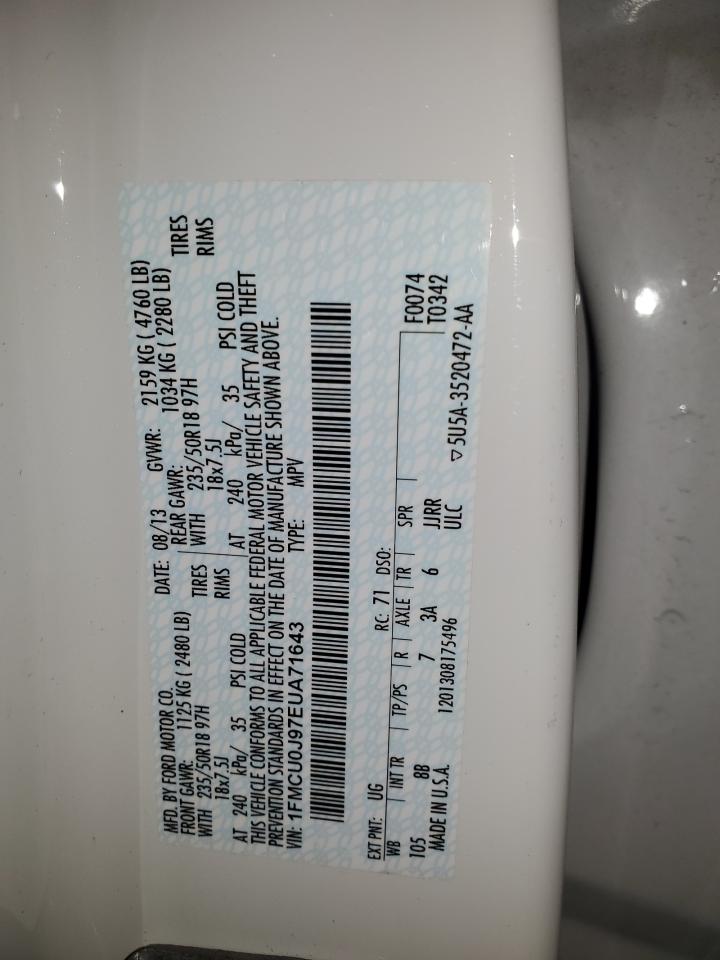 MFD. BY FORD MOTOR CO. DATE: 08/13 GVWR: 2159 KG ( 4760 LB)
FRONT GAWR: 1125 KG ( 2480 LB) REAR GAWR: 1034 KG ( 2280 LB)
WITH 235/50R18 97H TIRES WITH 235/50R18 97H TIRES
18x7.5J RIMS 18x7.5J RIMS
AT 240 kPa/ 35 PSI COLD AT 240 kPa/ 35 PSI COLD
THIS VEHICLE CONFORMS TO ALL APPLICABLE FEDERAL MOTOR VEHICLE SAFETY AND THEFT
PREVENTION STANDARDS IN EFFECT ON THE DATE OF MANUFACTURE SHOWN ABOVE.
VIN: 1FMCU0J97EUA71643 TYPE: MPV
EXT PNT: UG RC: 71 DSO:
WB INT TR TP/PS R AXLE TR SPR F0074
105 8B 7 3A 6 JJRR T0342
MADE IN U.S.A. 1201308175496 ULC ▽5U5A-3520472-AA